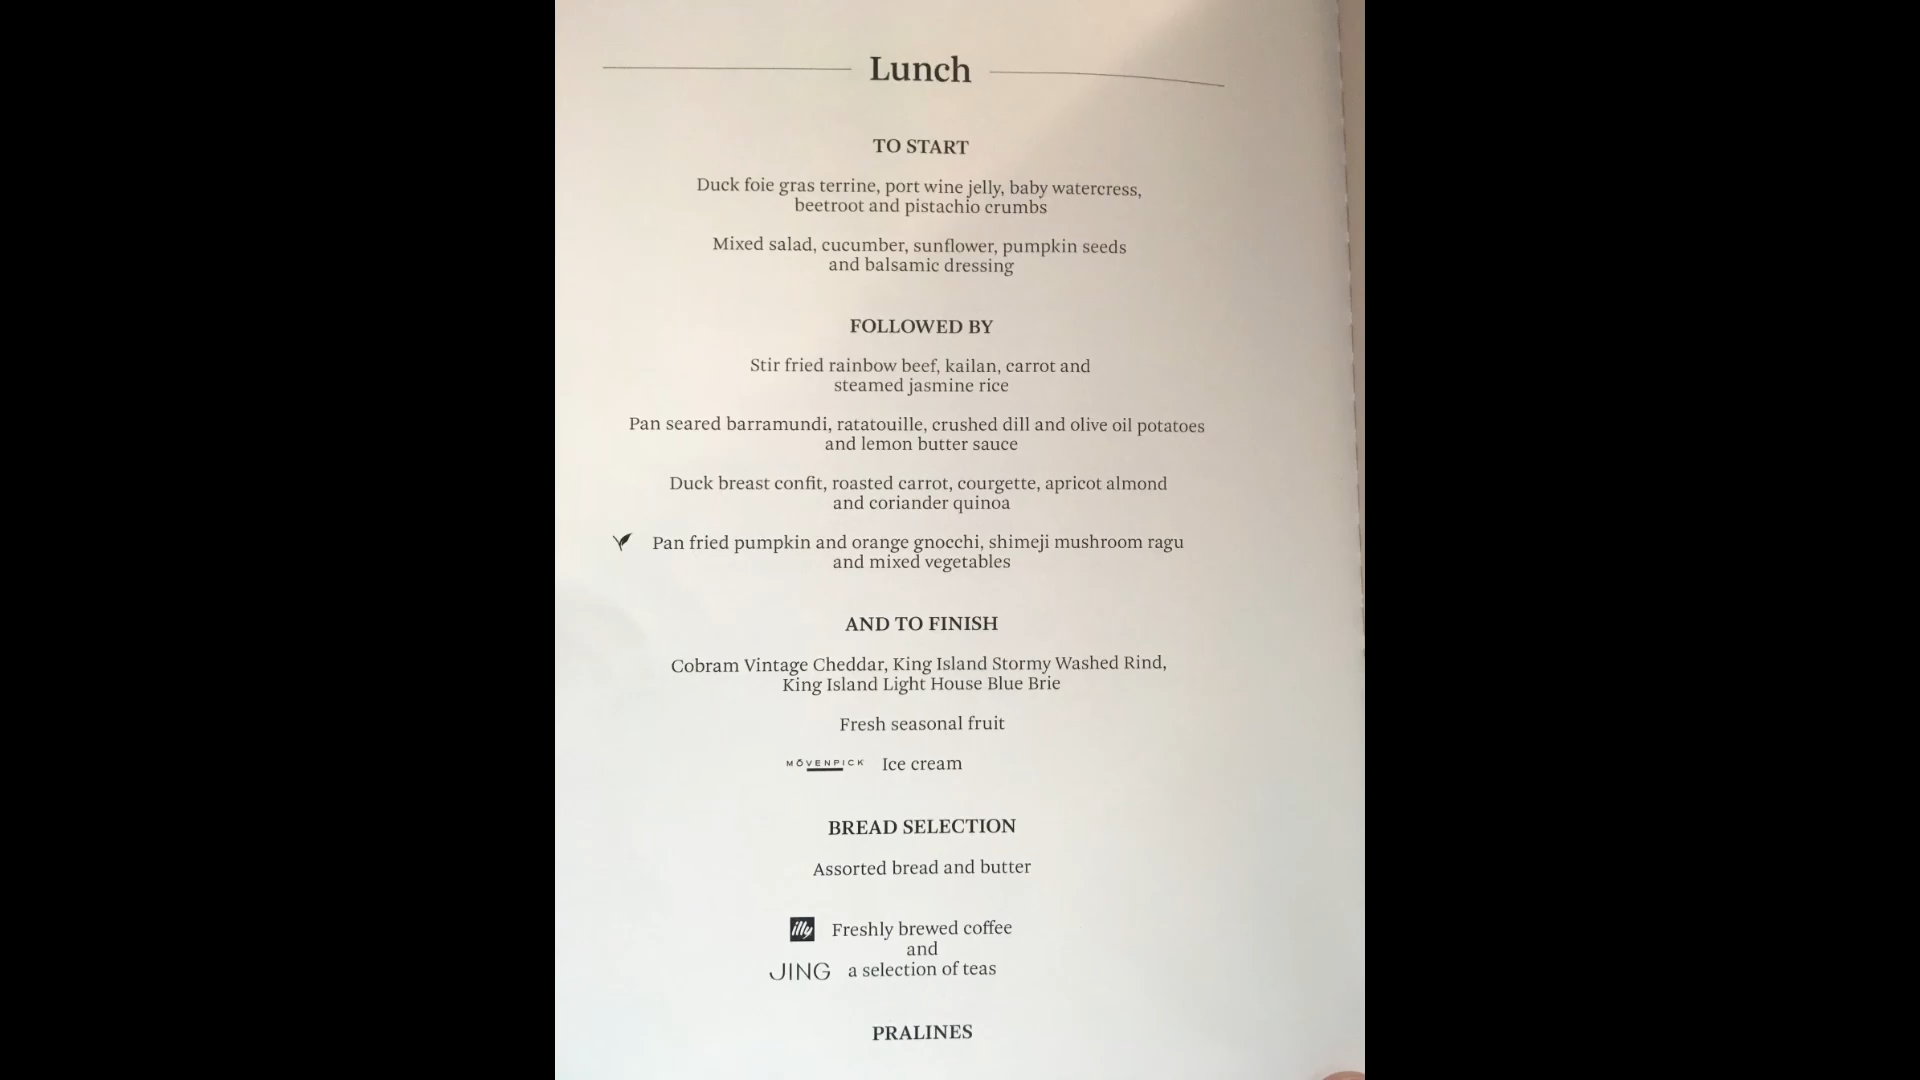 Lunch
TO START
Duck foie gras terrine, port wine jelly, baby watercress,
beetroot and pistachio crumbs
Mixed salad, cucumber, sunflower, pumpkin seeds
and balsamic dressing
FOLLOWED BY
Stir fried rainbow beef, kailan, carrot and
steamed jasmine rice
Pan seared barramundi, ratatouille, crushed dill and olive oil potatoes
and lemon butter sauce
Duck breast confit, roasted carrot, courgette, apricot almond
and coriander quinoa
Pan fried pumpkin and orange gnocchi, shimeji mushroom ragu
and mixed vegetables
AND TO FINISH
Cobram Vintage Cheddar, King Island Stormy Washed Rind,
King Island Light House Blue Brie
Fresh seasonal fruit
MÖVENPICK Ice cream
BREAD SELECTION
Assorted bread and butter
illy Freshly brewed coffee
and
JING a selection of teas
PRALINES